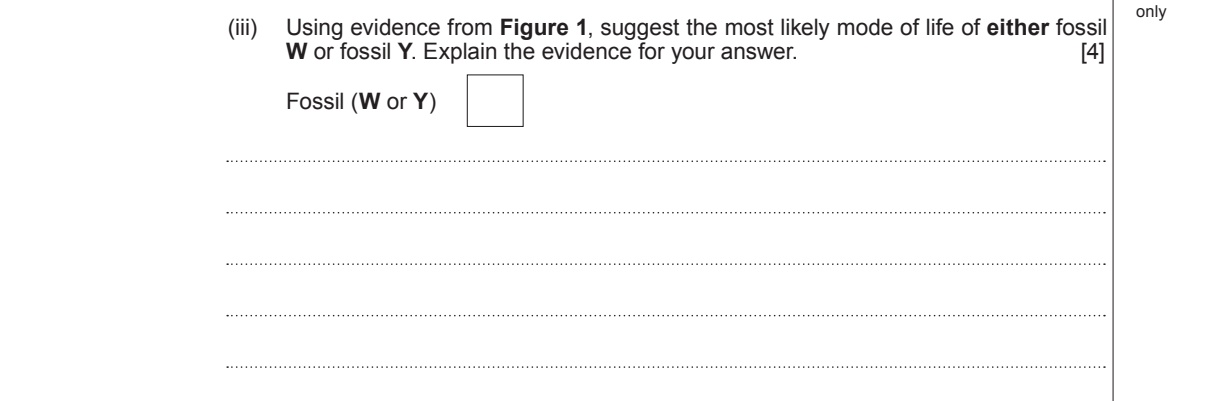 only
(iii) Using evidence from Figure 1, suggest the most likely mode of life of either fossil
W or fossil Y. Explain the evidence for your answer. [4]
Fossil (W or Y)